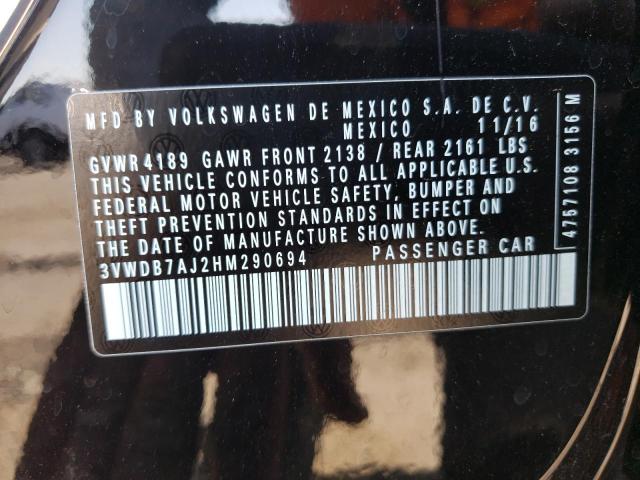 MFD BY VOLKSWAGEN DE MEXICO S.A. DE C.V.
MEXICO 11/16
GVWR 4189 GAWR FRONT 2138 / REAR 2161 LBS
THIS VEHICLE CONFORMS TO ALL APPLICABLE U.S.
FEDERAL MOTOR VEHICLE SAFETY, BUMPER AND
THEFT PREVENTION STANDARDS IN EFFECT ON
THE DATE OF MANUFACTURE SHOWN ABOVE.
3VWDB7AJ2HM290694 PASSENGER CAR
4757108 3156 M